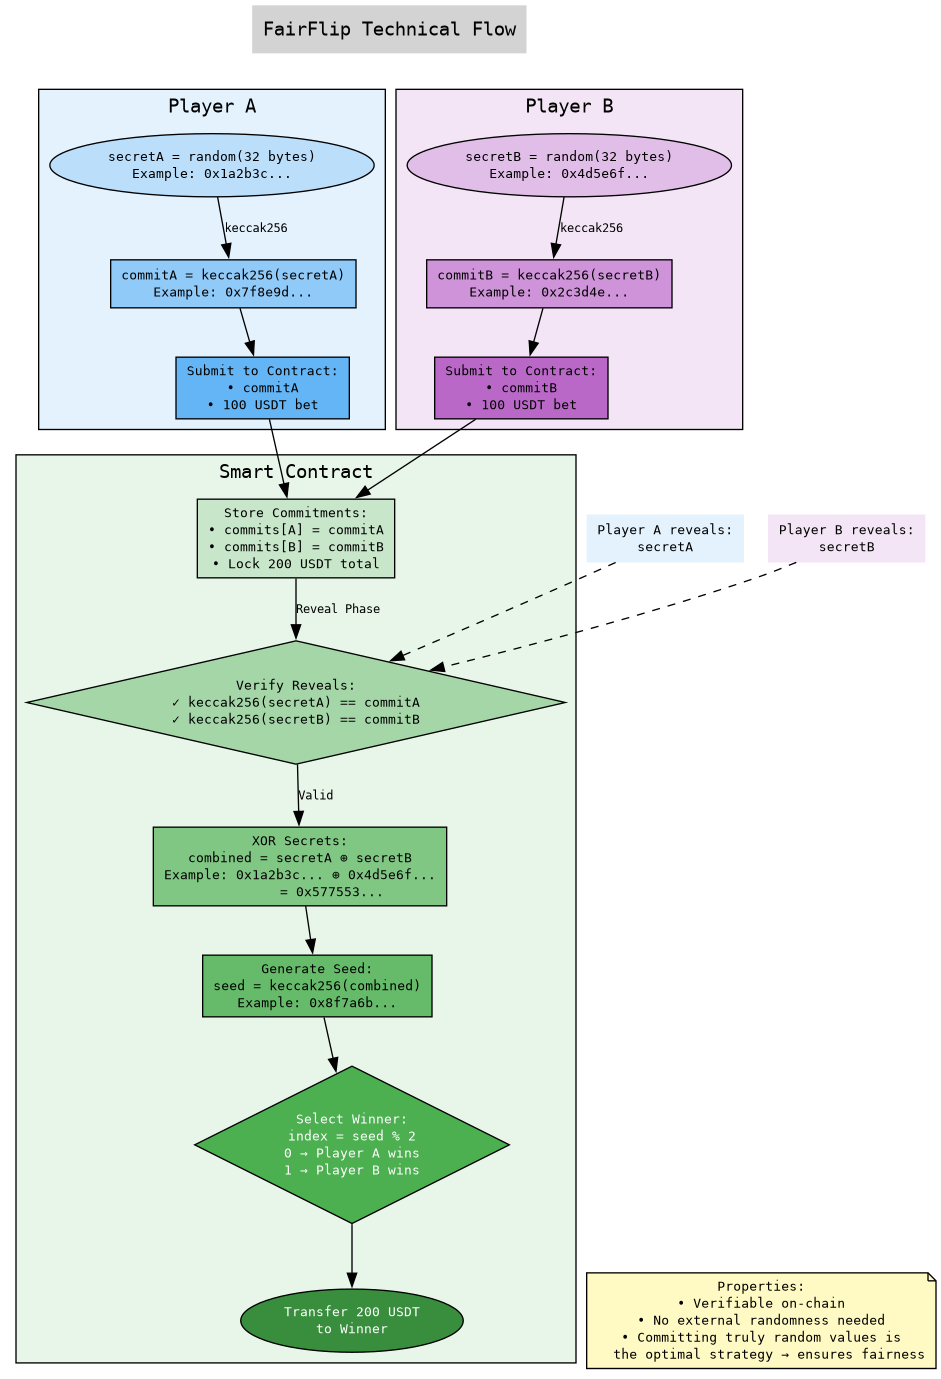 FairFlip Technical Flow
Player A
secretA = random(32 bytes)
Example: 0x1a2b3c...
keccak256
commitA = keccak256(secretA)
Example: 0x7f8e9d...
Submit to Contract:
• commitA
• 100 USDT bet
Player B
secretB = random(32 bytes)
Example: 0x4d5e6f...
keccak256
commitB = keccak256(secretB)
Example: 0x2c3d4e...
Submit to Contract:
• commitB
• 100 USDT bet
Smart Contract
Store Commitments:
• commits[A] = commitA
• commits[B] = commitB
• Lock 200 USDT total
Player A reveals:
secretA
Player B reveals:
secretB
Reveal Phase
Verify Reveals:
✓ keccak256(secretA) == commitA
✓ keccak256(secretB) == commitB
Valid
XOR Secrets:
combined = secretA ⊕ secretB
Example: 0x1a2b3c... ⊕ 0x4d5e6f...
= 0x577553...
Generate Seed:
seed = keccak256(combined)
Example: 0x8f7a6b...
Select Winner:
index = seed % 2
0 → Player A wins
1 → Player B wins
Transfer 200 USDT
to Winner
Properties:
• Verifiable on-chain
• No external randomness needed
• Committing truly random values is
the optimal strategy → ensures fairness